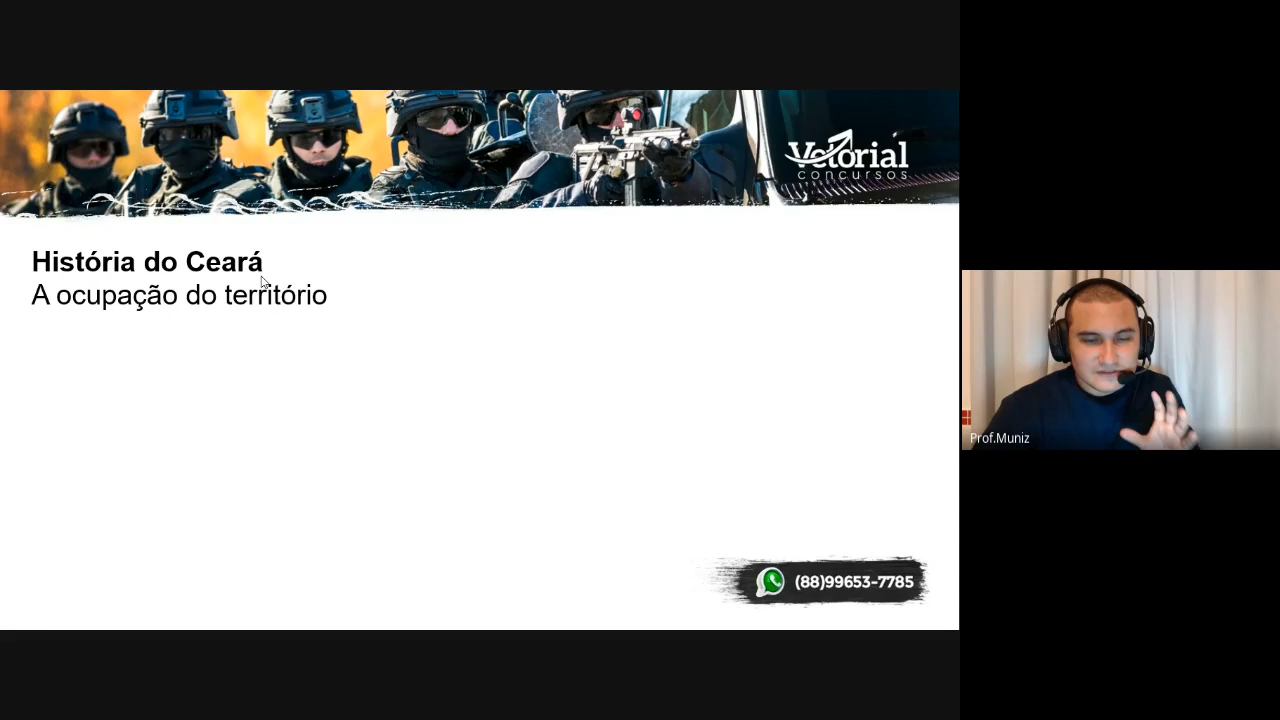 Vetorial
concursos
História do Ceará
A ocupação do território
(88)99653-7785
Prof.Muniz